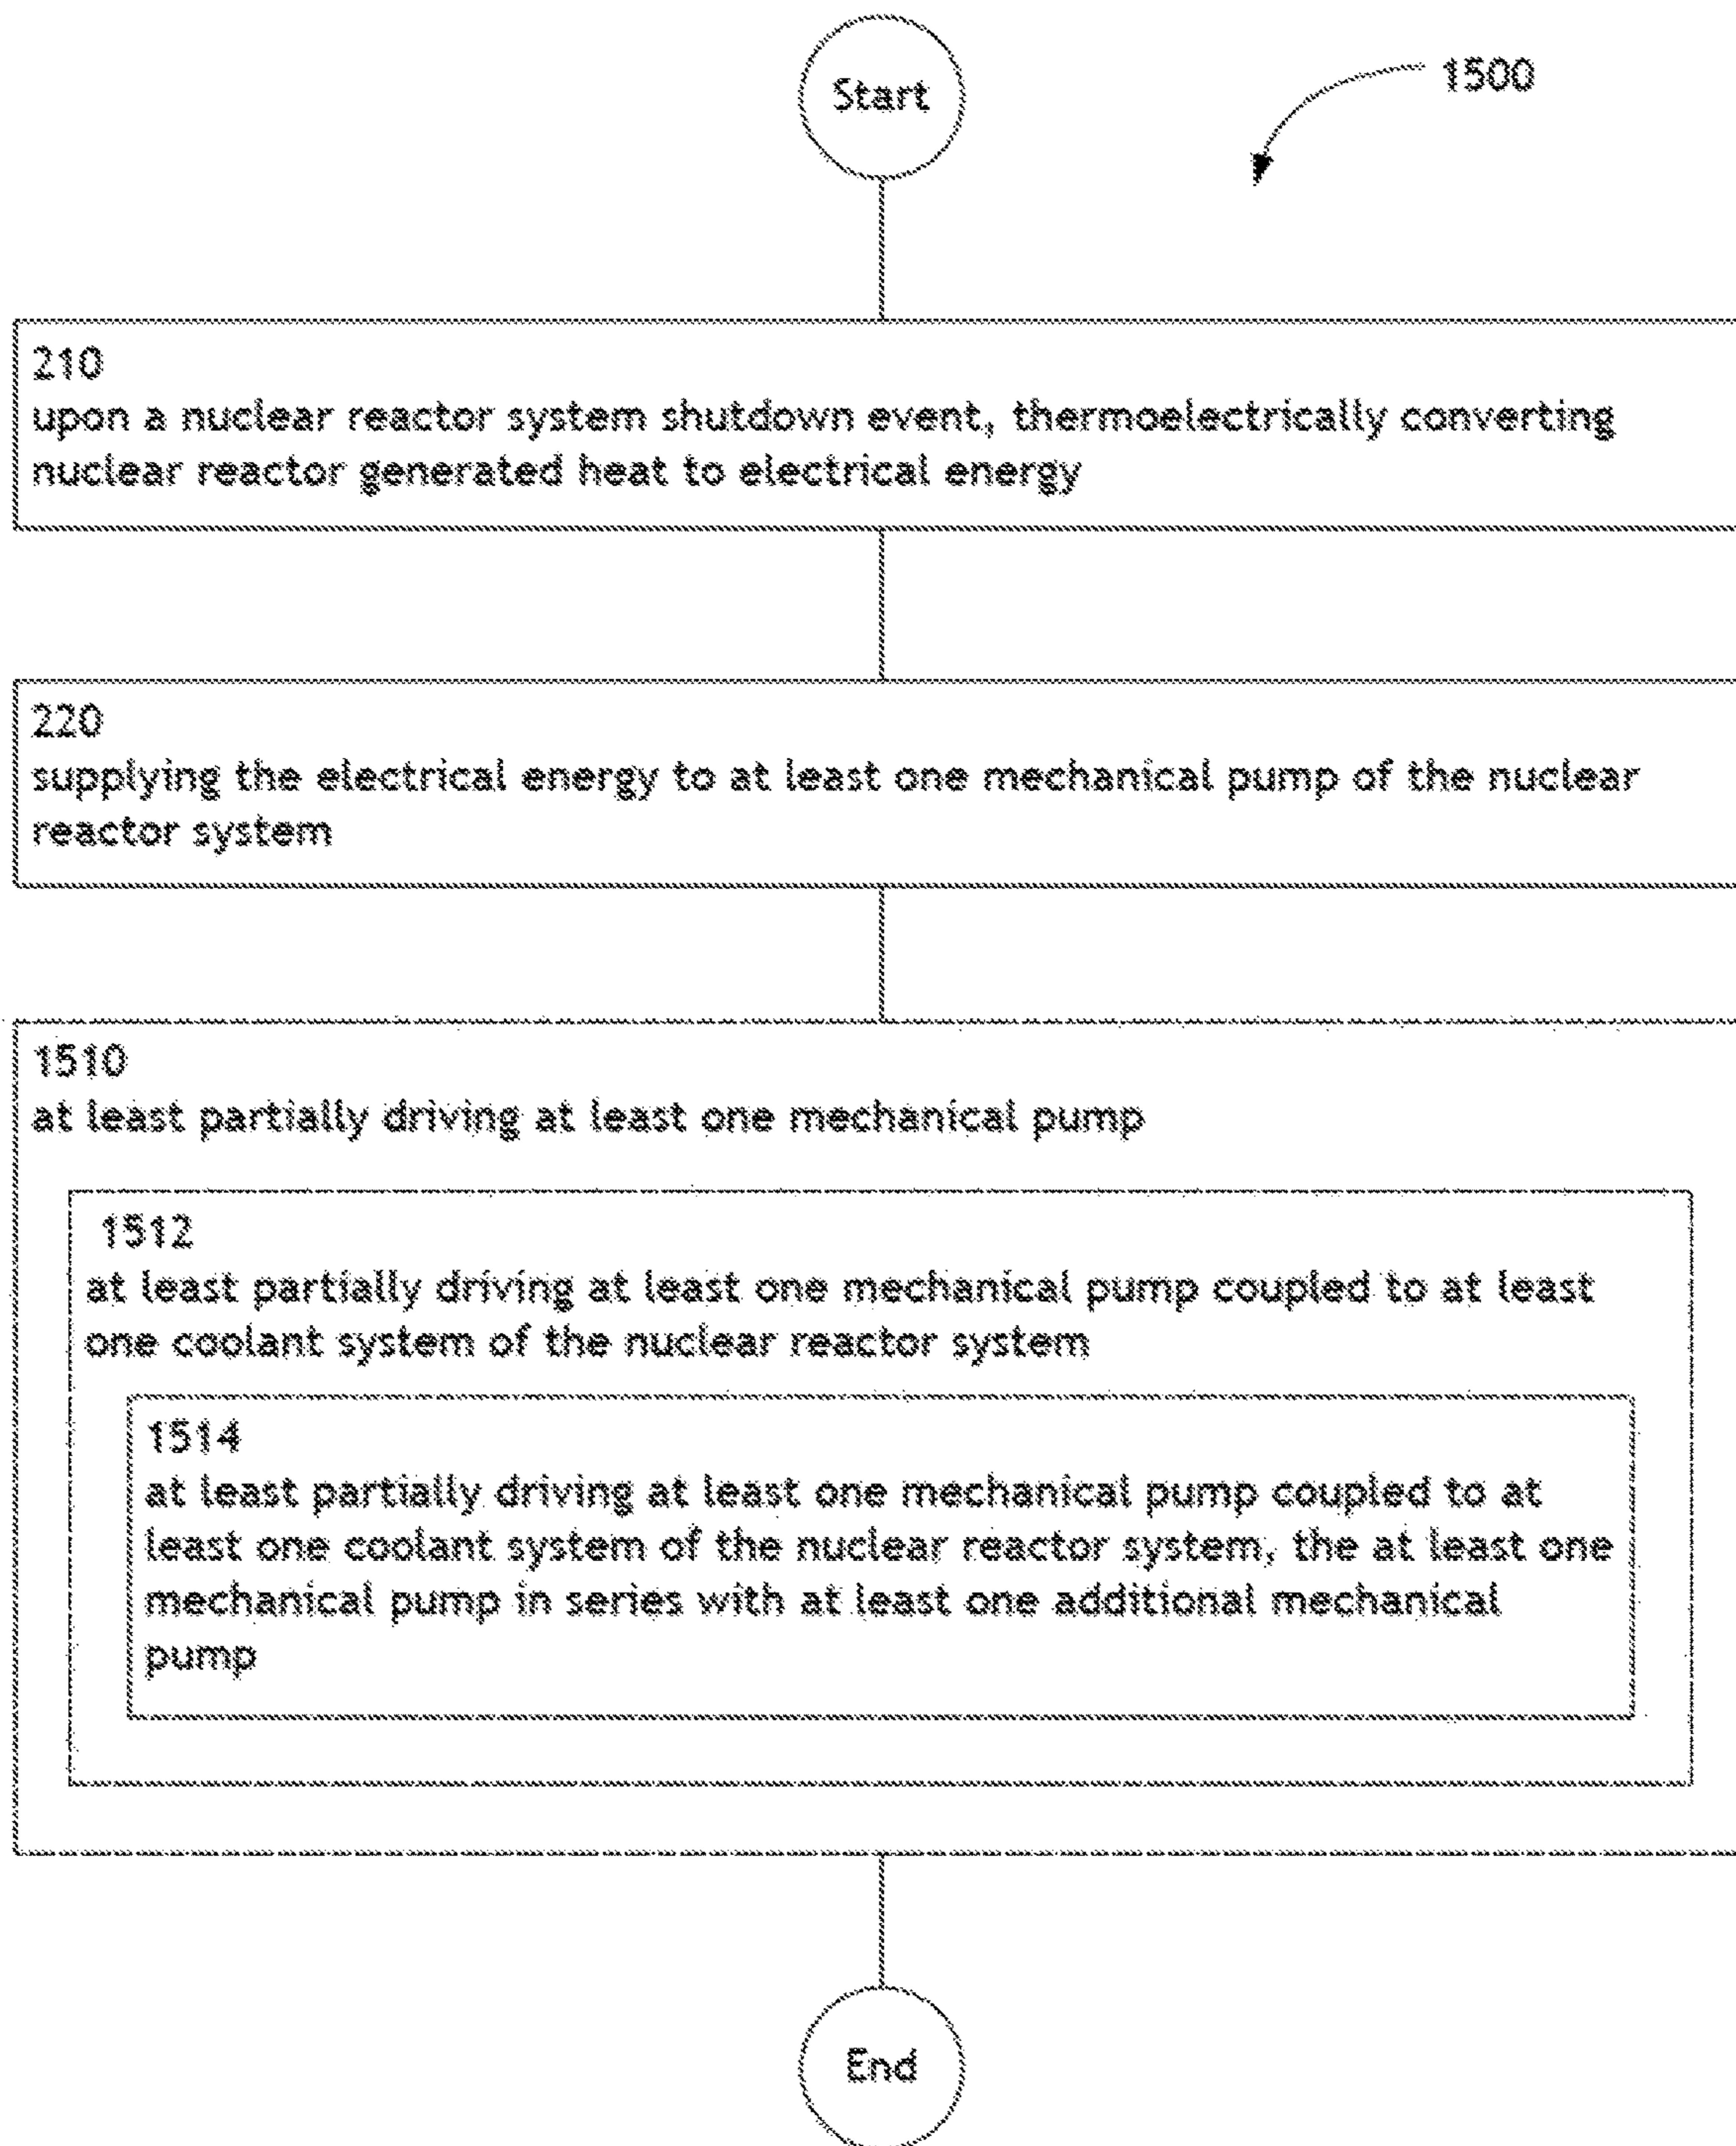 Start
1500
210
upon a nuclear reactor system shutdown event, thermoelectrically converting
nuclear reactor generated heat to electrical energy
220
supplying the electrical energy to at least one mechanical pump of the nuclear
reactor system
1510
at least partially driving at least one mechanical pump
1512
at least partially driving at least one mechanical pump coupled to at least
one coolant system of the nuclear reactor system
1514
at least partially driving at least one mechanical pump coupled to at
least one coolant system of the nuclear reactor system, the at least one
mechanical pump in series with at least one additional mechanical
pump
End